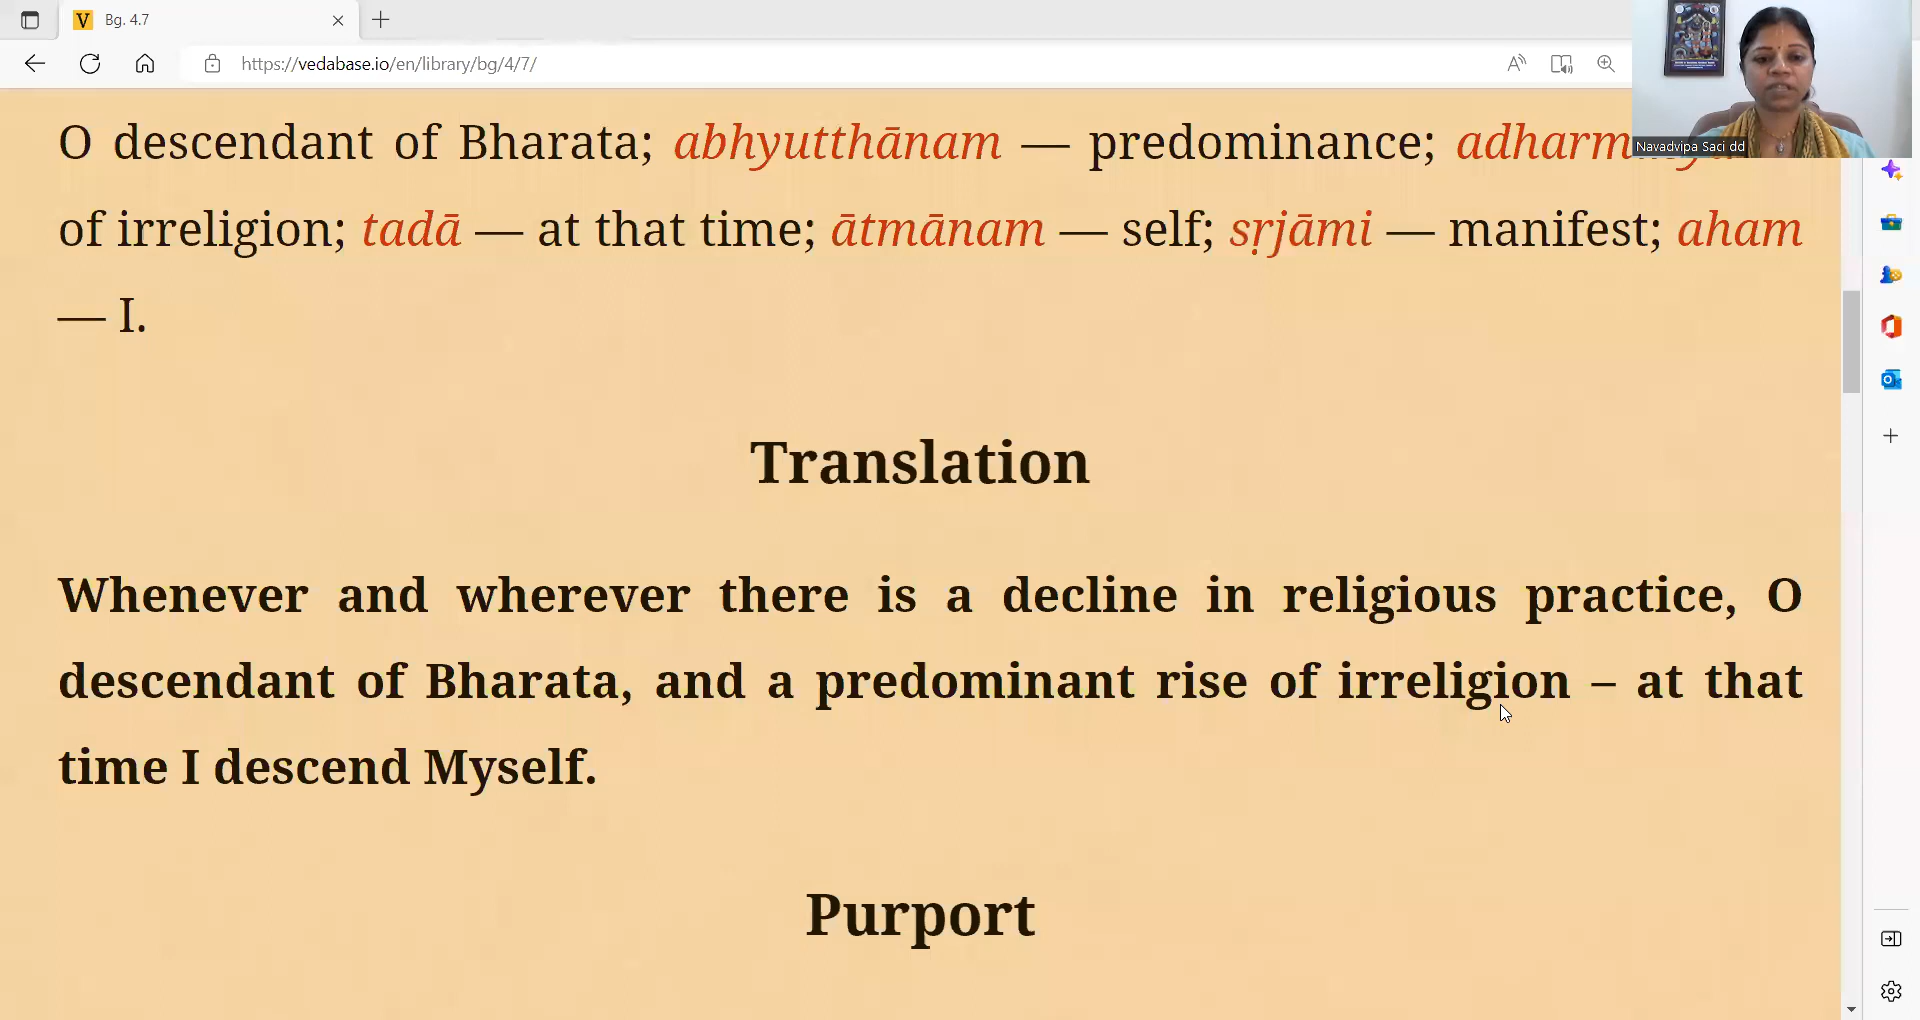 Bg. 4.7
https://vedabase.io/en/library/bg/4/7/
Navadvipa Saci dd
O descendant of Bharata; abhyutthānam — predominance;
of irreligion; tadā — at that time; ātmānam — self; sṛjāmi — manifest; aham
— I.
Translation
Whenever and wherever there is a decline in religious practice, O
descendant of Bharata, and a predominant rise of irreligion – at that
time I descend Myself.
Purport